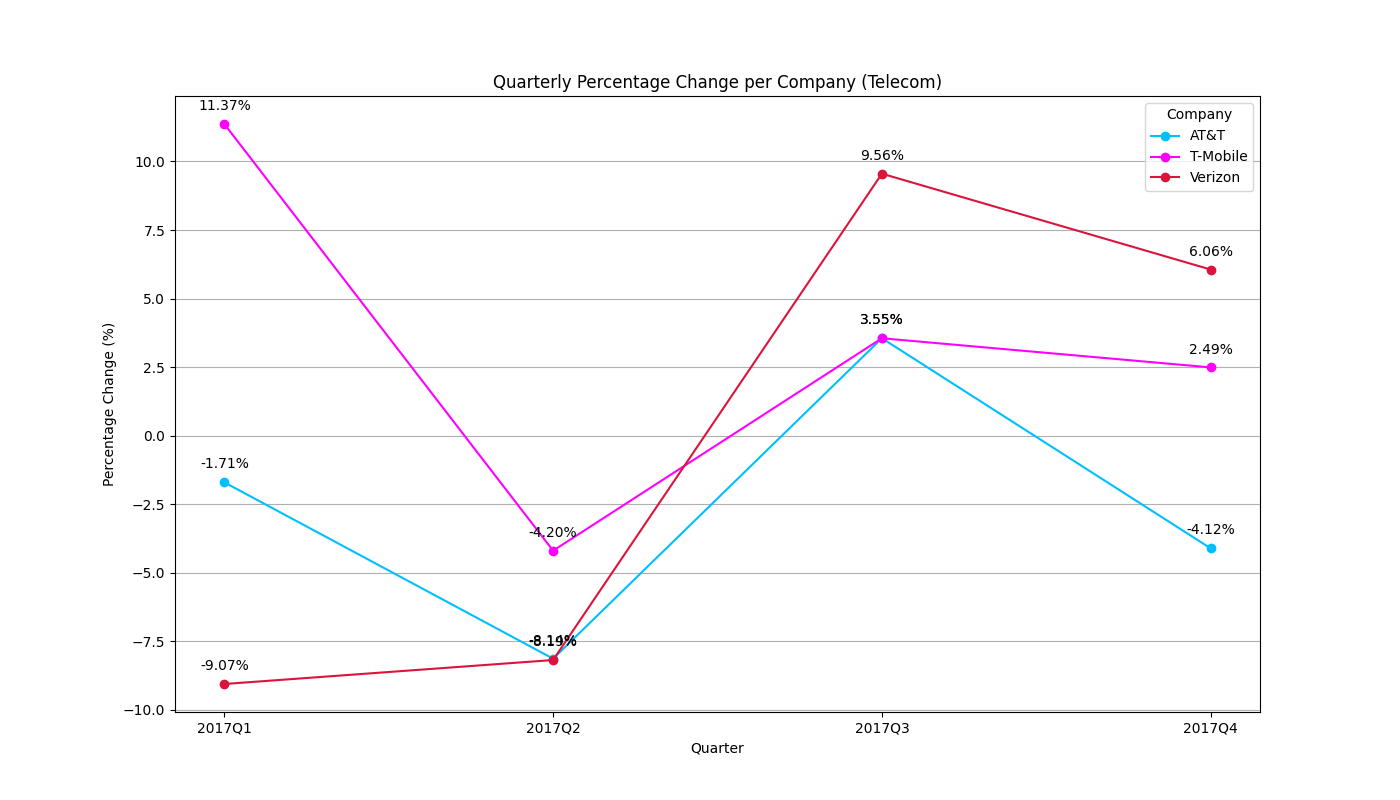 Quarterly Percentage Change per Company (Telecom)
11.37%
Company
AT&T
T-Mobile
Verizon
10.0
9.56%
7.5
6.06%
5.0
3.55%
2.49%
2.5
Percentage Change (%)
0.0
-1.71%
−2.5
-4.20%
-4.12%
−5.0
−7.5
-9.07%
−10.0
2017Q1
2017Q2
2017Q3
2017Q4
Quarter